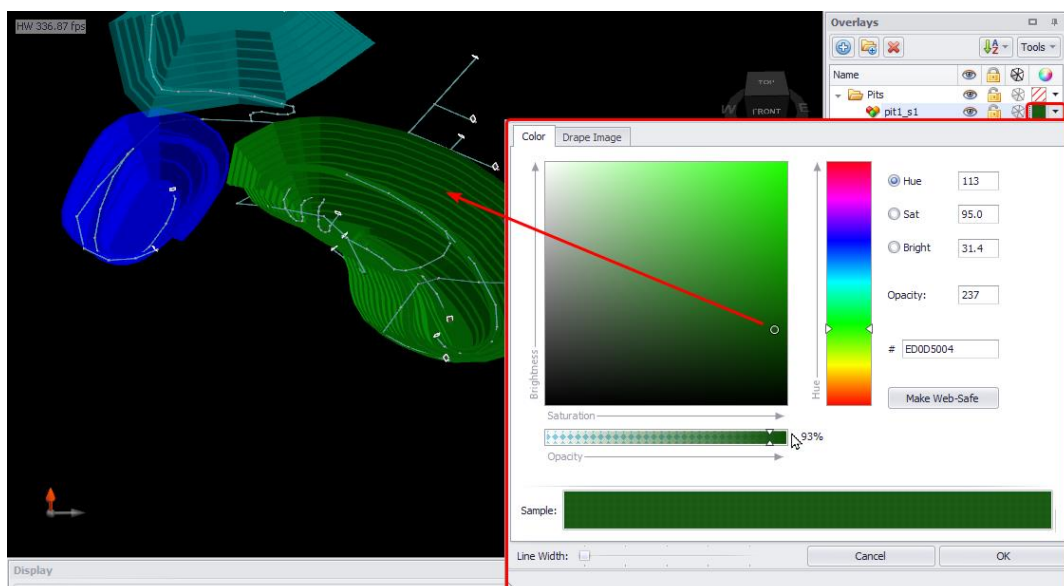 HW 336.87 fps
TOP
FRONT
W
E
Overlays
Tools
Name
Pits
pit1_s1
Color
Drape Image
Brightness
Saturation
Opacity
93%
Hue
Hue
113
Sat
95.0
Bright
31.4
Opacity:
237
# ED0D5004
Make Web-Safe
Sample:
Line Width:
Cancel
OK
Display